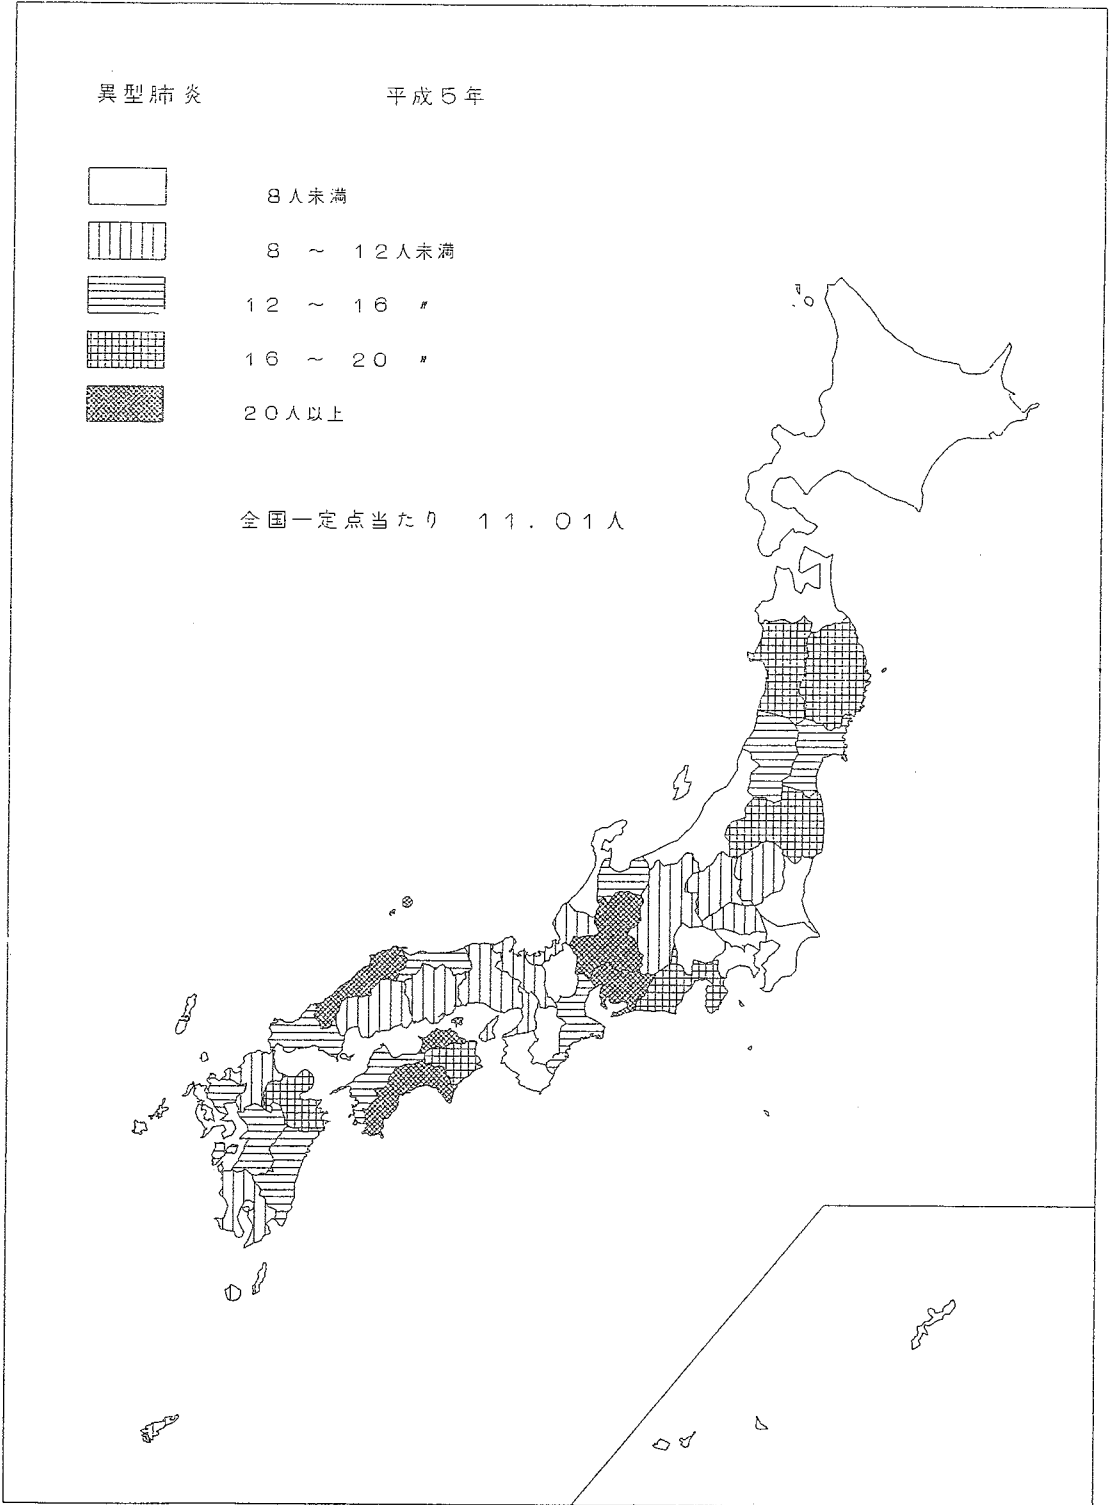 異型肺炎 平成5年
8人未満
8 ～ 12人未満
12 ～ 16 〃
16 ～ 20 〃
20人以上
全国一定点当たり 11.01人